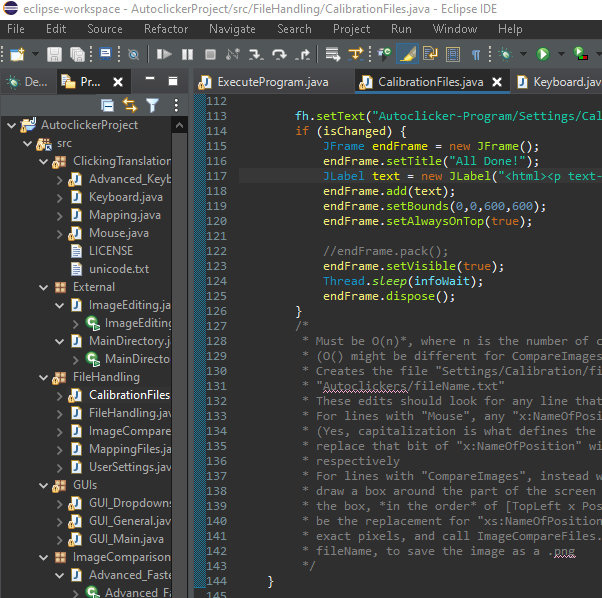 eclipse-workspace - AutoclickerProject/src/FileHandling/CalibrationFiles.java - Eclipse IDE
File Edit Source Refactor Navigate Search Project Run Window Help
De... Pr... ExecuteProgram.java CalibrationFiles.java Keyboard.jav
AutoclickerProject
src
ClickingTranslation
Advanced_Keyb
Keyboard.java
Mapping.java
Mouse.java
LICENSE
unicode.txt
External
ImageEditing.ja
ImageEditing
MainDirectory.j
MainDirecto
FileHandling
CalibrationFiles
FileHandling.jav
ImageCompare
MappingFiles.ja
UserSettings.jav
GUIs
GUI_Dropdowns
GUI_General.jav
GUI_Main.java
ImageComparison
Advanced_Faste
Advanced_Fa
112
113 fh.setText("Autoclicker-Program/Settings/Cal
114 if (isChanged) {
115 JFrame endFrame = new JFrame();
116 endFrame.setTitle("All Done!");
117 JLabel text = new JLabel("<html><p text-
118 endFrame.add(text);
119 endFrame.setBounds(0,0,600,600);
120 endFrame.setAlwaysOnTop(true);
121
122 //endFrame.pack();
123 endFrame.setVisible(true);
124 Thread.sleep(infoWait);
125 endFrame.dispose();
126 }
127 /*
128 * Must be O(n)*, where n is the number of c
129 * (O() might be different for CompareImages
130 * Creates the file "Settings/Calibration/fi
131 * "Autoclickers/fileName.txt"
132 * These edits should look for any line that
133 * For lines with "Mouse", any "x:NameOfPosit
134 * (Yes, capitalization is what defines the
135 * replace that bit of "x:NameOfPosition" wi
136 * respectively
137 * For lines with "CompareImages", instead w
138 * draw a box around the part of the screen
139 * the box, *in the order* of [TopLeft x Pos
140 * be the replacement for "xs:NameOfPosition
141 * exact pixels, and call ImageCompareFiles.
142 * fileName, to save the image as a .png
143 */
144 }
145